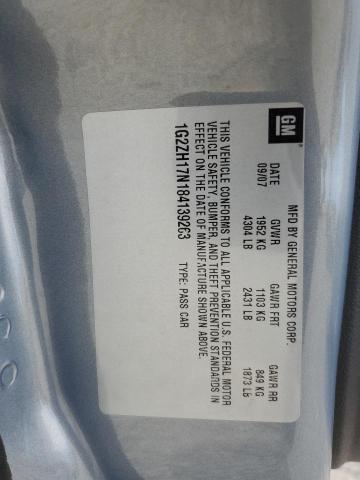 GM
MFD BY GENERAL MOTORS CORP.
DATE GVWR GAWR FRT GAWR RR
09/07 1952 KG 1103 KG 849 KG
4304 LB 2431 LB 1873 LB
THIS VEHICLE CONFORMS TO ALL APPLICABLE U.S. FEDERAL MOTOR
VEHICLE SAFETY, BUMPER, AND THEFT PREVENTION STANDARDS IN
EFFECT ON THE DATE OF MANUFACTURE SHOWN ABOVE.
1G2ZH17N184139263 TYPE: PASS CAR